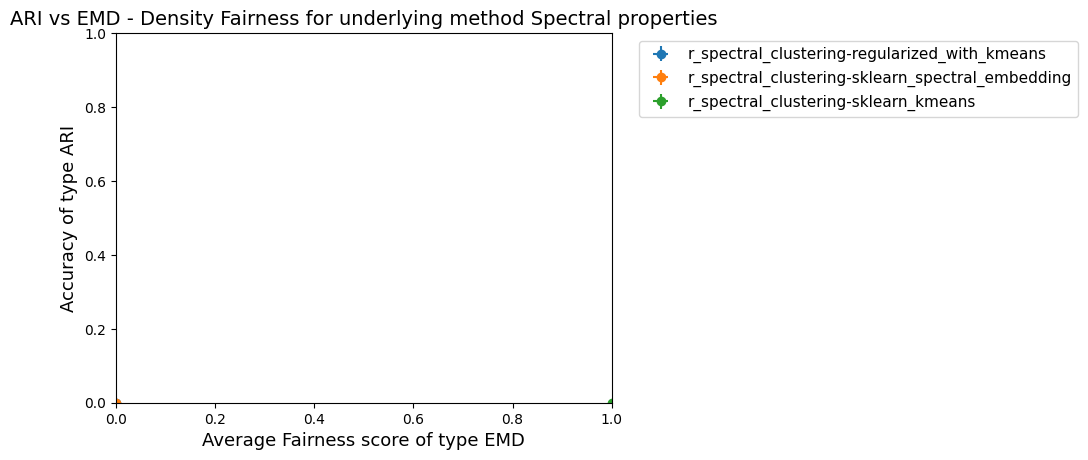 ARI vs EMD - Density Fairness for underlying method Spectral properties
1.0
0.8
0.6
0.4
0.2
0.0
Accuracy of type ARI
0.0 0.2 0.4 0.6 0.8 1.0
Average Fairness score of type EMD
r_spectral_clustering-regularized_with_kmeans
r_spectral_clustering-sklearn_spectral_embedding
r_spectral_clustering-sklearn_kmeans